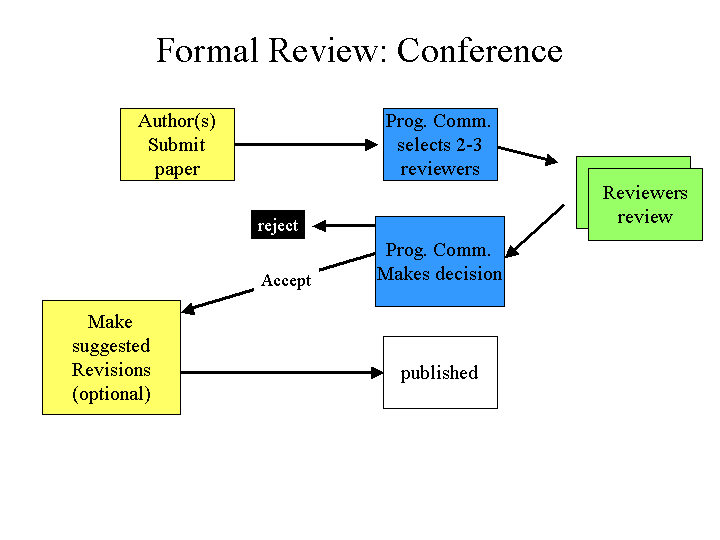 Formal Review: Conference
Author(s)
Submit
paper
Prog. Comm.
selects 2-3
reviewers
Reviewers
review
reject
Prog. Comm.
Makes decision
Accept
Make
suggested
Revisions
(optional)
published